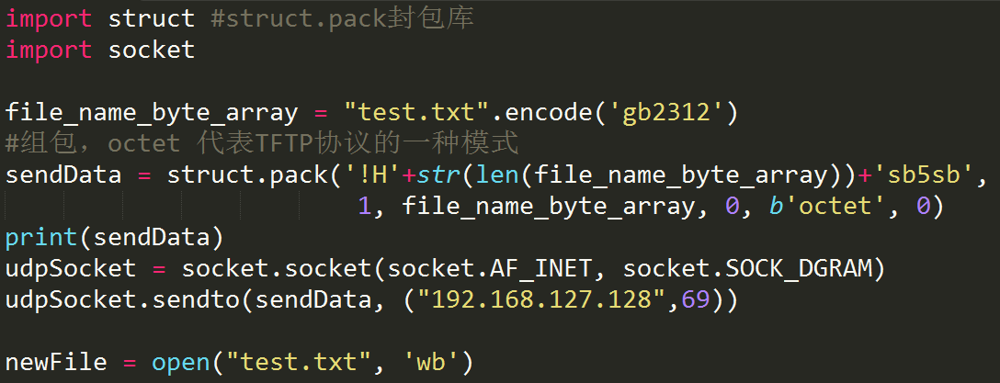 import struct #struct.pack封包库
import socket
file_name_byte_array = "test.txt".encode('gb2312')
#组包，octet 代表TFTP协议的一种模式
sendData = struct.pack('!H'+str(len(file_name_byte_array))+'sb5sb',
1, file_name_byte_array, 0, b'octet', 0)
print(sendData)
udpSocket = socket.socket(socket.AF_INET, socket.SOCK_DGRAM)
udpSocket.sendto(sendData, ("192.168.127.128",69))
newFile = open("test.txt", 'wb')